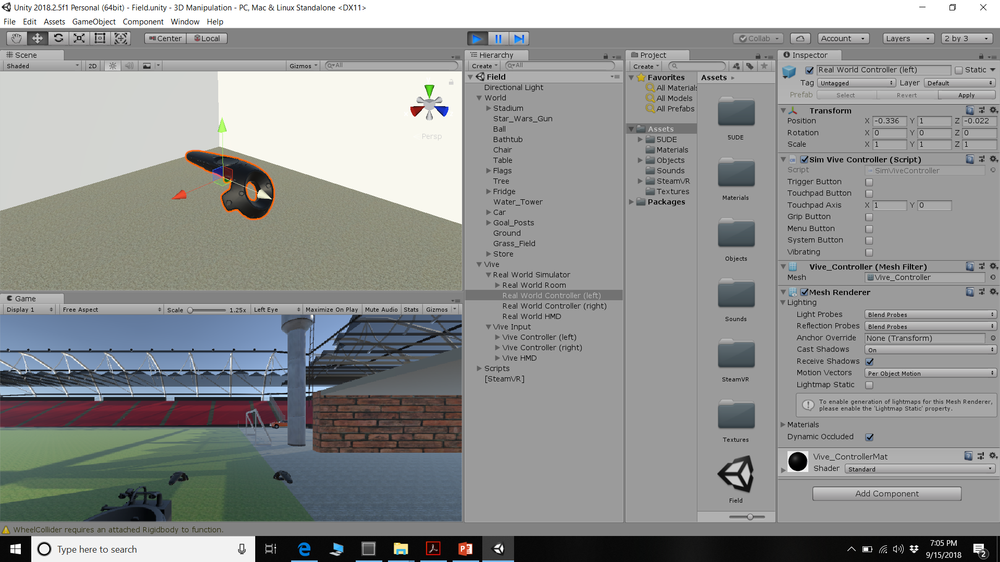 Unity 2018.2.5f1 Personal (64bit) - Field.unity - 3D Manipulation - PC, Mac & Linux Standalone <DX11>
File Edit Assets GameObject Component Window Help
Center Local
Collab Account Layers 2 by 3
Scene
Shaded 2D Gizmos All
Persp
Game
Display 1 Free Aspect Scale 1.25x Left Eye Maximize On Play Mute Audio Stats Gizmos
Hierarchy
Create All
Field
Directional Light
World
Stadium
Star_Wars_Gun
Ball
Bathtub
Chair
Table
Flags
Tree
Fridge
Water_Tower
Car
Goal_Posts
Ground
Grass_Field
Store
Vive
Real World Simulator
Real World Room
Real World Controller (left)
Real World Controller (right)
Real World HMD
Vive Input
Vive Controller (left)
Vive Controller (right)
Vive HMD
Scripts
[SteamVR]
Project
Create
Favorites
All Materials
All Models
All Prefabs
Assets
5UDE
Materials
Objects
Sounds
SteamVR
Textures
Packages
Assets
5UDE
Materials
Objects
Sounds
SteamVR
Textures
Field
Inspector
Real World Controller (left) Static
Tag Untagged Layer Default
Prefab Select Revert Apply
Transform
Position X -0.336 Y 1 Z -0.022
Rotation X 0 Y 0 Z 0
Scale X 1 Y 1 Z 1
Sim Vive Controller (Script)
Script SimViveController
Trigger Button
Touchpad Button
Touchpad Axis X 1 Y 0
Grip Button
Menu Button
System Button
Vibrating
Vive_Controller (Mesh Filter)
Mesh Vive_Controller
Mesh Renderer
Lighting
Light Probes Blend Probes
Reflection Probes Blend Probes
Anchor Override None (Transform)
Cast Shadows On
Receive Shadows
Motion Vectors Per Object Motion
Lightmap Static
To enable generation of lightmaps for this Mesh Renderer,
please enable the 'Lightmap Static' property.
Materials
Dynamic Occluded
Vive_ControllerMat
Shader Standard
Add Component
WheelCollider requires an attached Rigidbody to function.
Type here to search
7:05 PM
9/15/2018
2